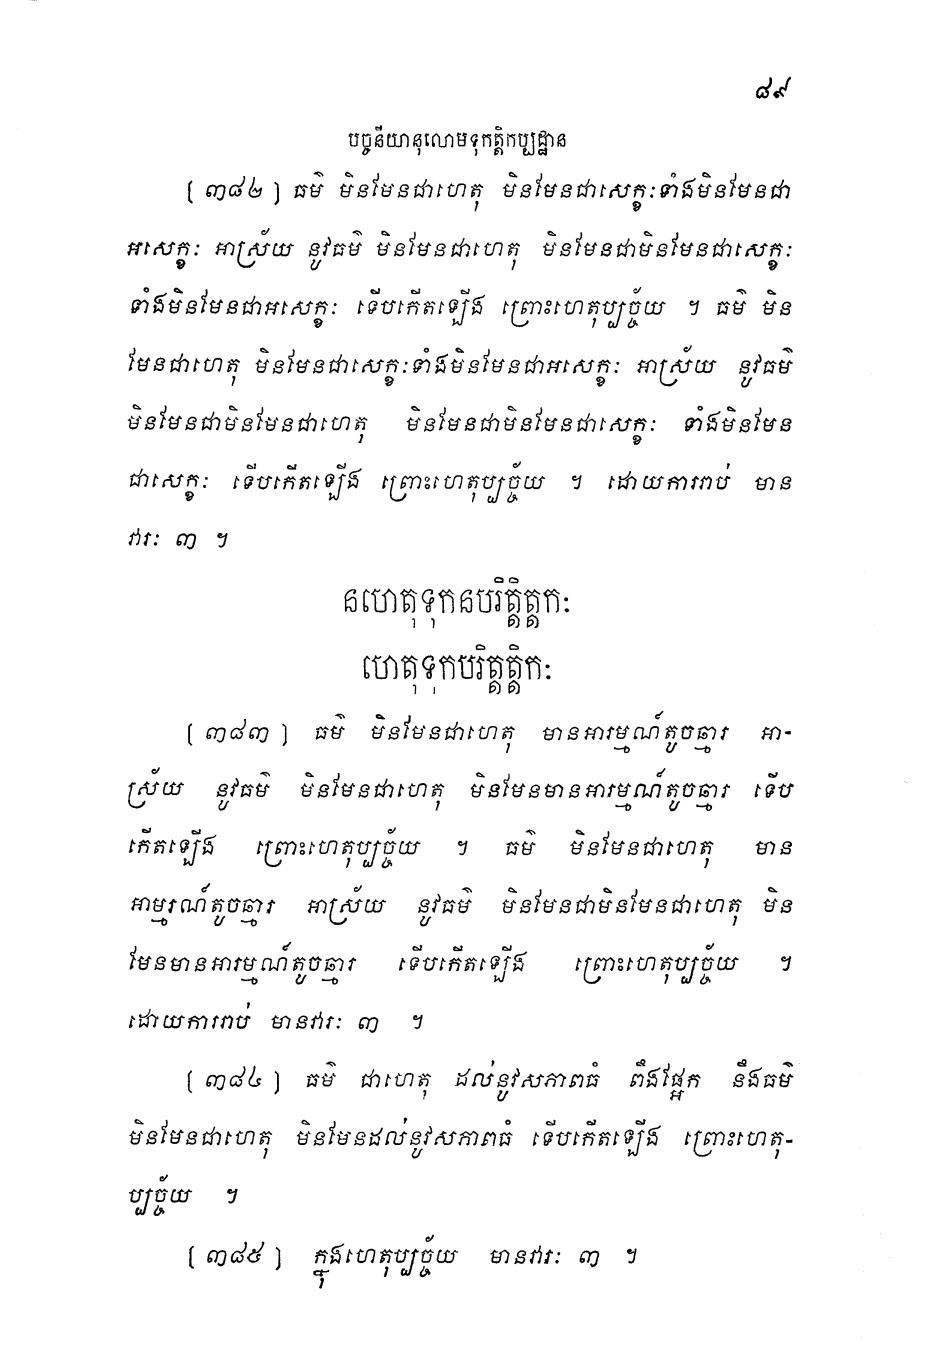 ៨៩
បច្ចនីយានុលោមទុកត្តិកប្បដ្ឋាន
(៣៨២) ធម៌ មិនមែនជាហេតុ មិនមែនជាសេក្ខៈទាំងមិនមែនជា
អសេក្ខៈ អាស្រ័យ នូវធម៌ មិនមែនជាហេតុ មិនមែនជាមិនមែនជាសេក្ខៈ
ទាំងមិនមែនជាអសេក្ខៈ ទើបកើតឡើង ព្រោះហេតុប្បច្ច័យ ។ ធម៌ មិន
មែនជាហេតុ មិនមែនជាសេក្ខៈទាំងមិនមែនជាអសេក្ខៈ អាស្រ័យ នូវធម៌
មិនមែនជាមិនមែនជាហេតុ មិនមែនជាមិនមែនជាសេក្ខៈ ទាំងមិនមែន
ជាសេក្ខៈ ទើបកើតឡើង ព្រោះហេតុប្បច្ច័យ ។ ដោយការរាប់ មាន
វារៈ ៣ ។
នហេតុទុកនបរិត្តត្តិកៈ
ហេតុទុកបរិត្តត្តិកៈ
(៣៨៣) ធម៌ មិនមែនជាហេតុ មានអារម្មណ៍តូចឆ្មារ អា-
ស្រ័យ នូវធម៌ មិនមែនជាហេតុ មិនមែនមានអារម្មណ៍តូចឆ្មារ ទើប
កើតឡើង ព្រោះហេតុប្បច្ច័យ ។ ធម៌ មិនមែនជាហេតុ មាន
អាម្មរណ៍តូចឆ្មារ អាស្រ័យ នូវធម៌ មិនមែនជាមិនមែនជាហេតុ មិន
មែនមានអារម្មណ៍តូចឆ្មារ ទើបកើតឡើង ព្រោះហេតុប្បច្ច័យ ។
ដោយការរាប់ មានវារៈ ៣ ។
(៣៨៤) ធម៌ ជាហេតុ ដល់នូវសភាពធំ ពឹងផ្អែក នឹងធម៌
មិនមែនជាហេតុ មិនមែនដល់នូវសភាពធំ ទើបកើតឡើង ព្រោះហេតុ-
ប្បច្ច័យ ។
(៣៨៥) ក្នុងហេតុប្បច្ច័យ មានវារៈ ៣ ។